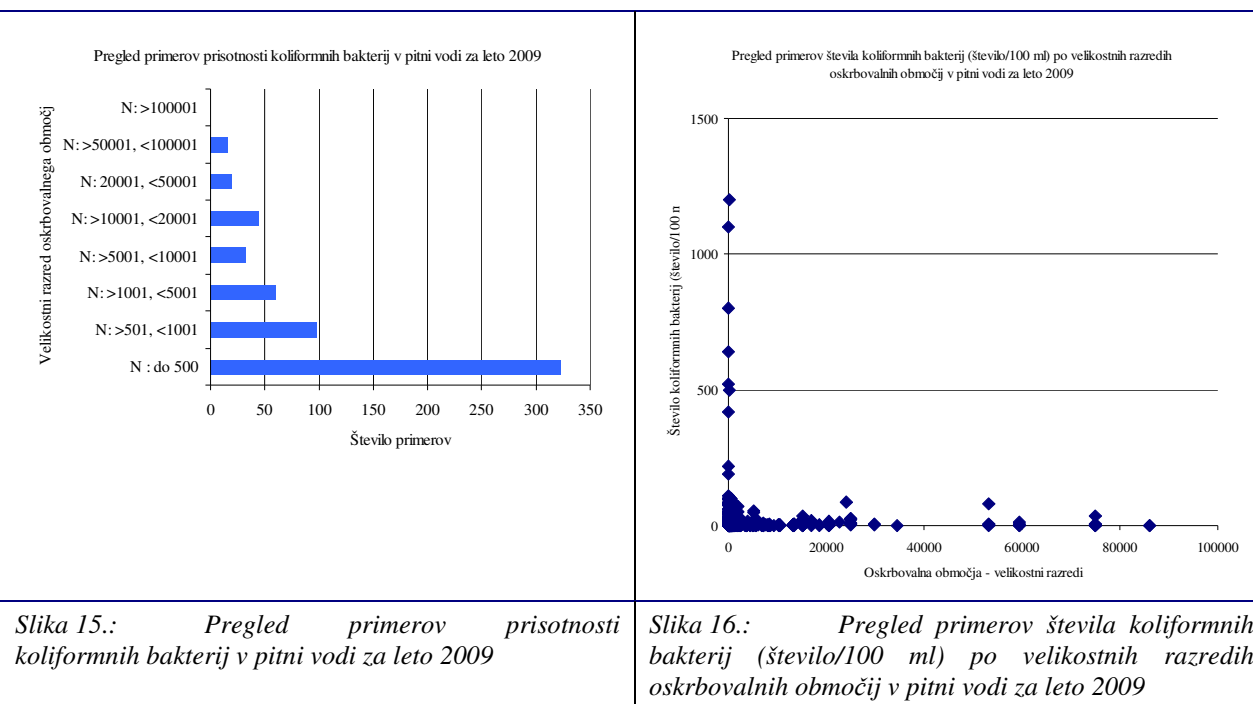 Pregled primerov prisotnosti koliformnih bakterij v pitni vodi za leto 2009
Velikostni razred oskrbovalnega območj
N: >100001
N: >50001, <100001
N: 20001, <50001
N: >10001, <20001
N: >5001, <10001
N: >1001, <5001
N: >501, <1001
N : do 500
0 50 100 150 200 250 300 350
Število primerov
Pregled primerov števila koliformnih bakterij (število/100 ml) po velikostnih razredih
oskrbovalnih območij v pitni vodi za leto 2009
Število koliformnih bakterij (število/100 n
1500
1000
500
0
0 20000 40000 60000 80000 100000
Oskrbovalna območja - velikostni razredi
Slika 15.: Pregled primerov prisotnosti
koliformnih bakterij v pitni vodi za leto 2009
Slika 16.: Pregled primerov števila koliformnih
bakterij (število/100 ml) po velikostnih razredih
oskrbovalnih območij v pitni vodi za leto 2009